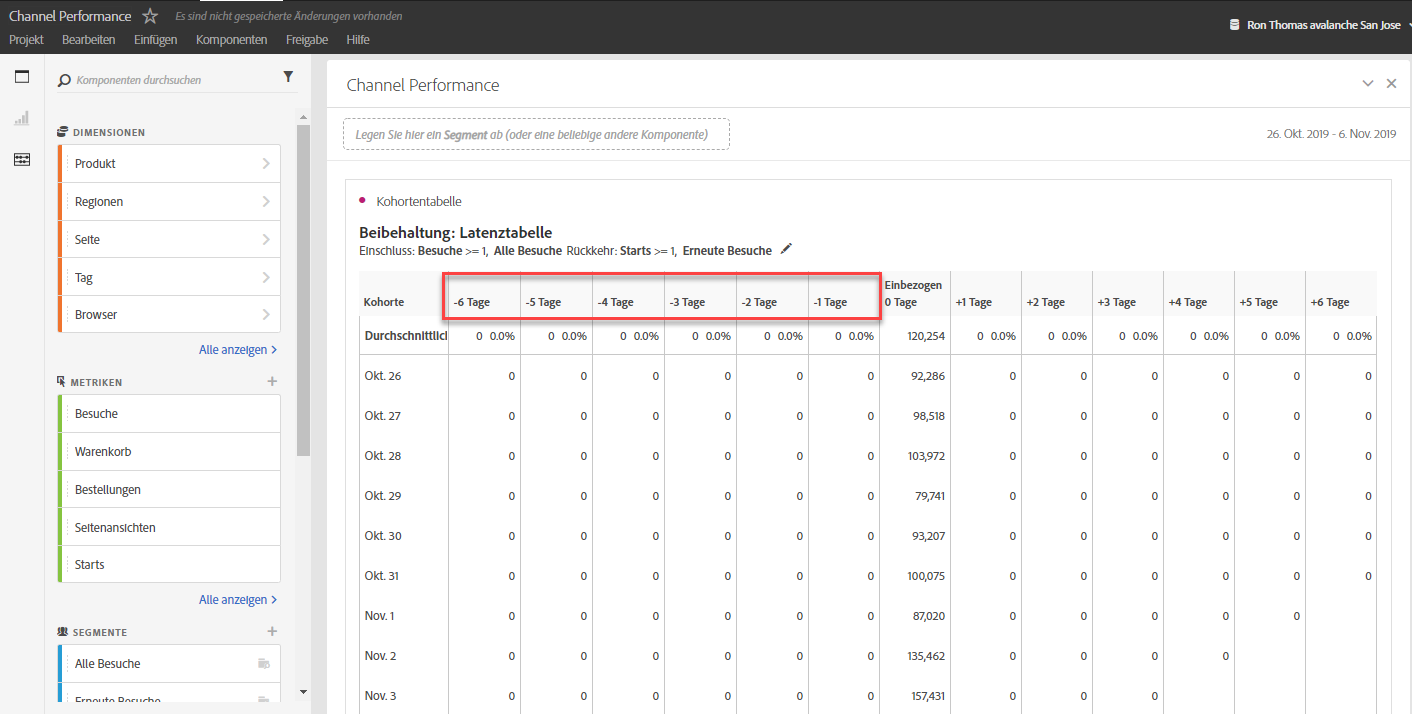 Channel Performance Es sind nicht gespeicherte Änderungen vorhanden
Projekt Bearbeiten Einfügen Komponenten Freigabe Hilfe
Ron Thomas avalanche San Jose
Komponenten durchsuchen
DIMENSIONEN
Produkt
Regionen
Seite
Tag
Browser
Alle anzeigen
METRIKEN
Besuche
Warenkorb
Bestellungen
Seitenansichten
Starts
Alle anzeigen
SEGMENTE
Alle Besuche
Erneute Besuche
Channel Performance
Legen Sie hier ein Segment ab (oder eine beliebige andere Komponente)
26. Okt. 2019 - 6. Nov. 2019
Kohortentabelle
Beibehaltung: Latenztabelle
Einschluss: Besuche >= 1, Alle Besuche Rückkehr: Starts >= 1, Erneute Besuche
Kohorte -6 Tage -5 Tage -4 Tage -3 Tage -2 Tage -1 Tage Einbezogen 0 Tage +1 Tage +2 Tage +3 Tage +4 Tage +5 Tage +6 Tage
Durchschnittlicl 0 0.0% 0 0.0% 0 0.0% 0 0.0% 0 0.0% 0 0.0% 120,254 0 0.0% 0 0.0% 0 0.0% 0 0.0% 0 0.0% 0 0.0%
Okt. 26 0 0 0 0 0 0 92,286 0 0 0 0 0 0
Okt. 27 0 0 0 0 0 0 98,518 0 0 0 0 0 0
Okt. 28 0 0 0 0 0 0 103,972 0 0 0 0 0 0
Okt. 29 0 0 0 0 0 0 79,741 0 0 0 0 0 0
Okt. 30 0 0 0 0 0 0 93,207 0 0 0 0 0 0
Okt. 31 0 0 0 0 0 0 100,075 0 0 0 0 0 0
Nov. 1 0 0 0 0 0 0 87,020 0 0 0 0 0
Nov. 2 0 0 0 0 0 0 135,462 0 0 0 0
Nov. 3 0 0 0 0 0 0 157,431 0 0 0